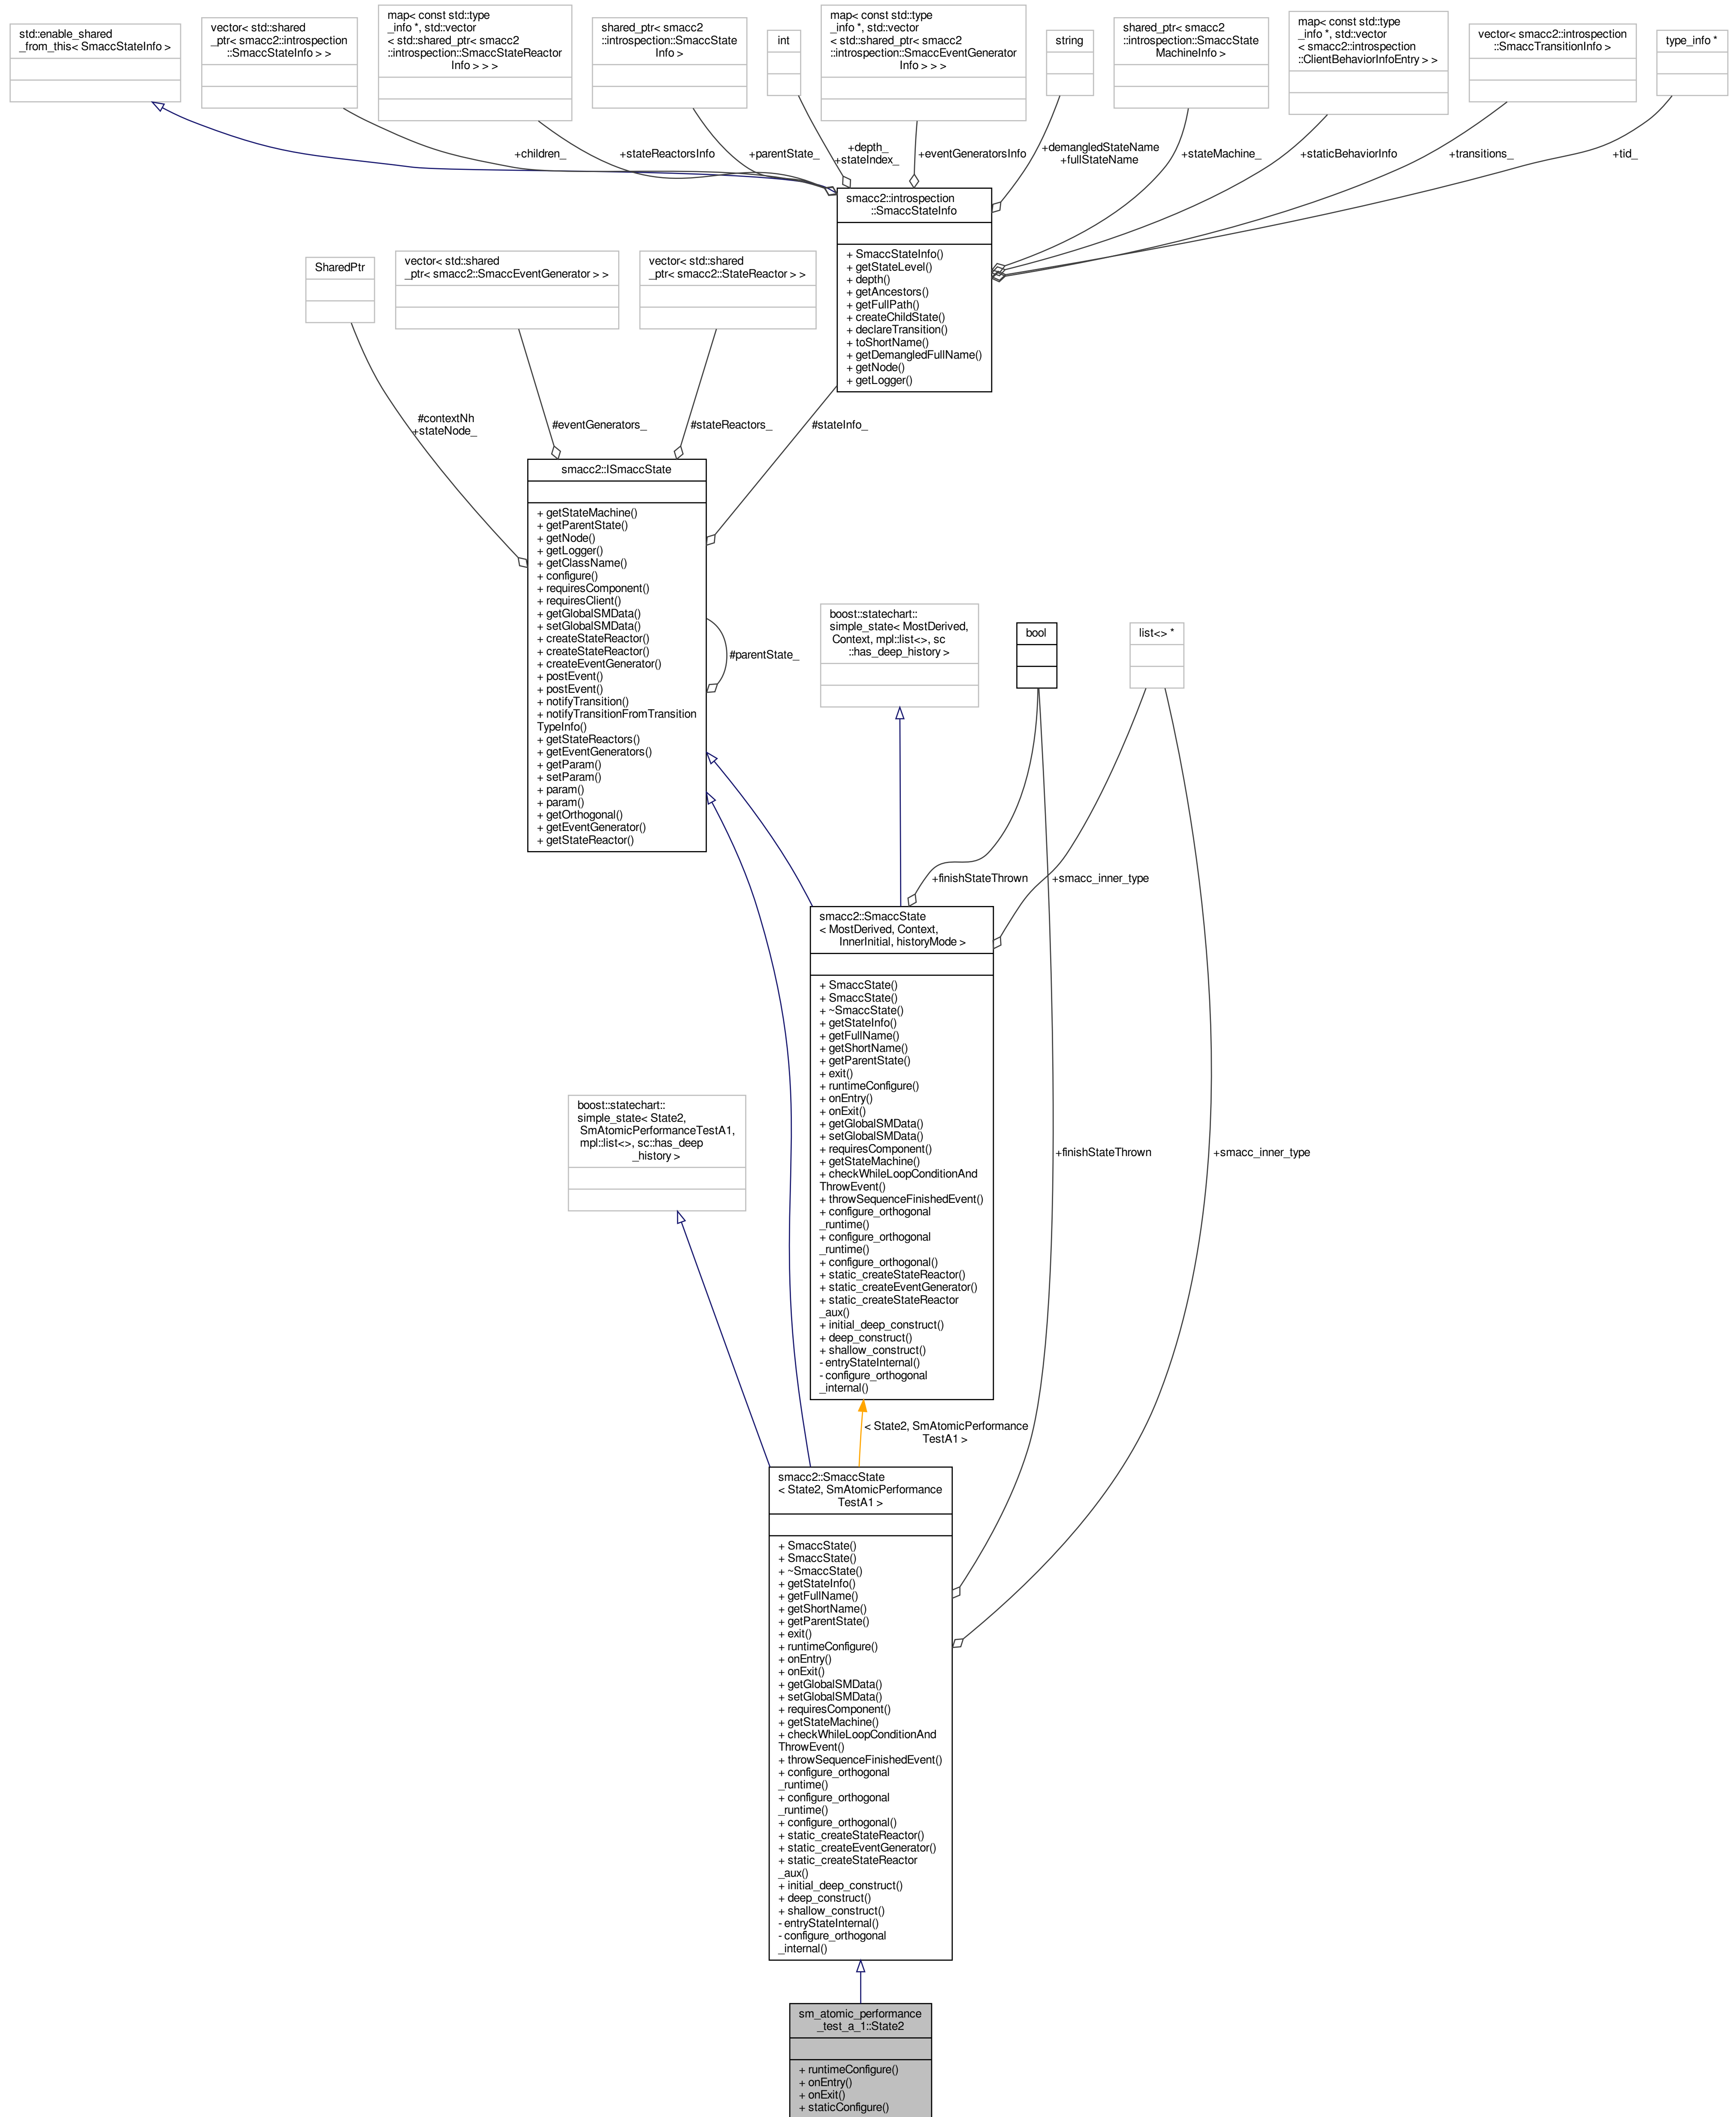 std::enable_shared
_from_this< SmaccStateInfo >
vector< std::shared
_ptr< smacc2::introspection
::SmaccStateInfo > >
map< const std::type
_info *, std::vector
< std::shared_ptr< smacc2
::introspection::SmaccStateReactor
Info > > >
shared_ptr< smacc2
::introspection::SmaccState
Info >
int
map< const std::type
_info *, std::vector
< std::shared_ptr< smacc2
::introspection::SmaccEventGenerator
Info > > >
string
shared_ptr< smacc2
::introspection::SmaccState
MachineInfo >
map< const std::type
_info *, std::vector
< smacc2::introspection
::ClientBehaviorInfoEntry > >
vector< smacc2::introspection
::SmaccTransitionInfo >
type_info *
+children_
+stateReactorsInfo
+parentState_
+depth_
+stateIndex_
+eventGeneratorsInfo
+demangledStateName
+fullStateName
+stateMachine_
+staticBehaviorInfo
+transitions_
+tid_
smacc2::introspection
::SmaccStateInfo
+ SmaccStateInfo()
+ getStateLevel()
+ depth()
+ getAncestors()
+ getFullPath()
+ createChildState()
+ declareTransition()
+ toShortName()
+ getDemangledFullName()
+ getNode()
+ getLogger()
SharedPtr
vector< std::shared
_ptr< smacc2::SmaccEventGenerator > >
vector< std::shared
_ptr< smacc2::StateReactor > >
#contextNh
+stateNode_
#eventGenerators_
#stateReactors_
#stateInfo_
smacc2::ISmaccState
+ getStateMachine()
+ getParentState()
+ getNode()
+ getLogger()
+ getClassName()
+ configure()
+ requiresComponent()
+ requiresClient()
+ getGlobalSMData()
+ setGlobalSMData()
+ createStateReactor()
+ createStateReactor()
+ createEventGenerator()
+ postEvent()
+ postEvent()
+ notifyTransition()
+ notifyTransitionFromTransition
TypeInfo()
+ getStateReactors()
+ getEventGenerators()
+ getParam()
+ setParam()
+ param()
+ param()
+ getOrthogonal()
+ getEventGenerator()
+ getStateReactor()
#parentState_
boost::statechart::
simple_state< MostDerived,
Context, mpl::list<>, sc
::has_deep_history >
bool
list<> *
+finishStateThrown
+smacc_inner_type
smacc2::SmaccState
< MostDerived, Context,
InnerInitial, historyMode >
+ SmaccState()
+ SmaccState()
+ ~SmaccState()
+ getStateInfo()
+ getFullName()
+ getShortName()
+ getParentState()
+ exit()
+ runtimeConfigure()
+ onEntry()
+ onExit()
+ getGlobalSMData()
+ setGlobalSMData()
+ requiresComponent()
+ getStateMachine()
+ checkWhileLoopConditionAnd
ThrowEvent()
+ throwSequenceFinishedEvent()
+ configure_orthogonal
_runtime()
+ configure_orthogonal
_runtime()
+ configure_orthogonal()
+ static_createStateReactor()
+ static_createEventGenerator()
+ static_createStateReactor
_aux()
+ initial_deep_construct()
+ deep_construct()
+ shallow_construct()
- entryStateInternal()
- configure_orthogonal
_internal()
boost::statechart::
simple_state< State2,
SmAtomicPerformanceTestA1,
mpl::list<>, sc::has_deep
_history >
+finishStateThrown
+smacc_inner_type
< State2, SmAtomicPerformance
TestA1 >
smacc2::SmaccState
< State2, SmAtomicPerformance
TestA1 >
+ SmaccState()
+ SmaccState()
+ ~SmaccState()
+ getStateInfo()
+ getFullName()
+ getShortName()
+ getParentState()
+ exit()
+ runtimeConfigure()
+ onEntry()
+ onExit()
+ getGlobalSMData()
+ setGlobalSMData()
+ requiresComponent()
+ getStateMachine()
+ checkWhileLoopConditionAnd
ThrowEvent()
+ throwSequenceFinishedEvent()
+ configure_orthogonal
_runtime()
+ configure_orthogonal
_runtime()
+ configure_orthogonal()
+ static_createStateReactor()
+ static_createEventGenerator()
+ static_createStateReactor
_aux()
+ initial_deep_construct()
+ deep_construct()
+ shallow_construct()
- entryStateInternal()
- configure_orthogonal
_internal()
sm_atomic_performance
_test_a_1::State2
+ runtimeConfigure()
+ onEntry()
+ onExit()
+ staticConfigure()